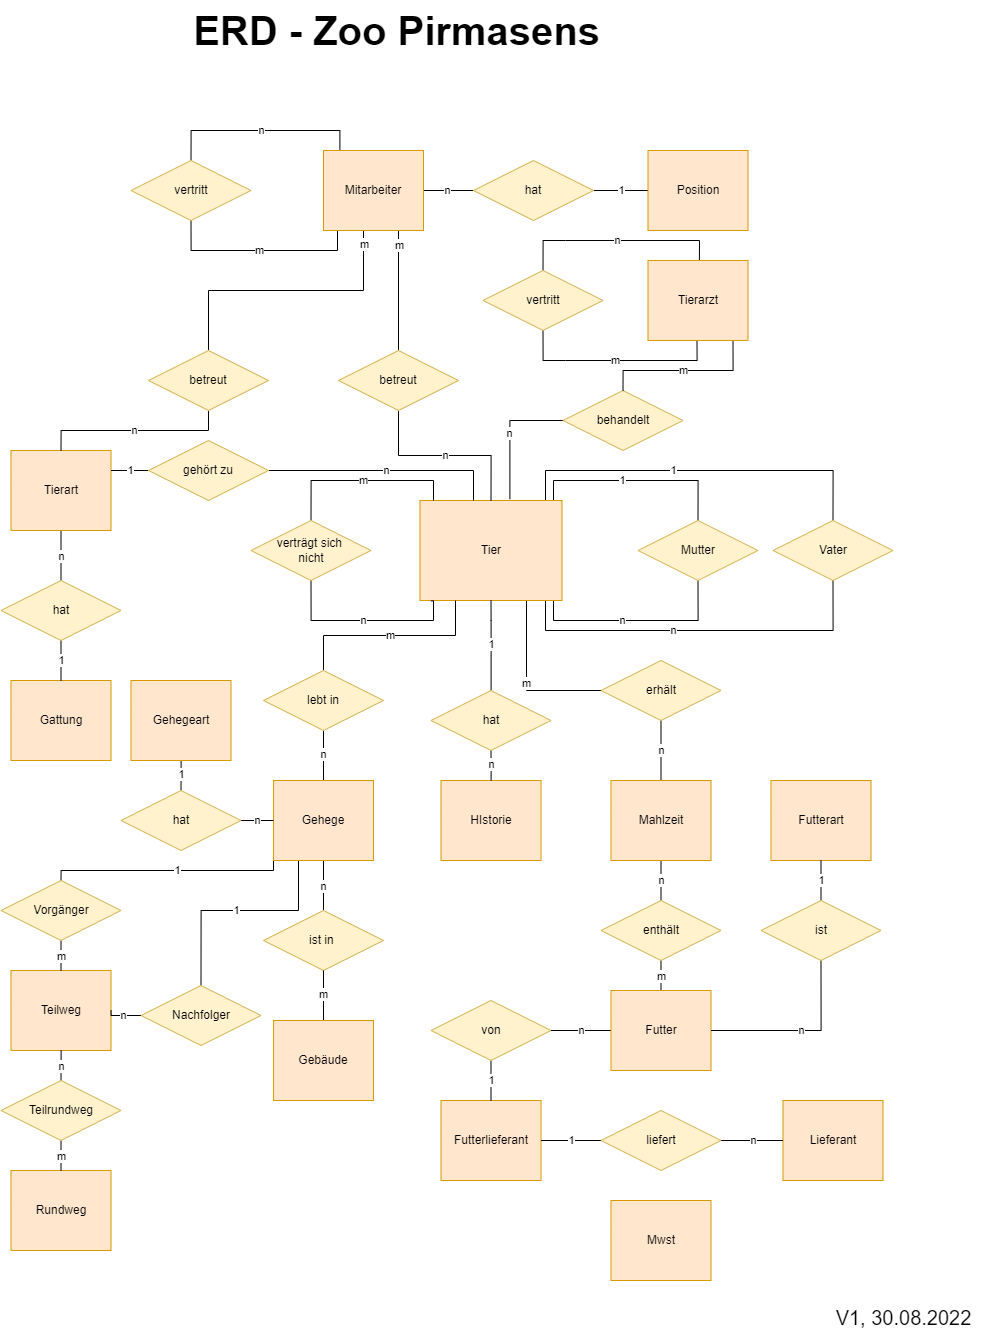 ERD - Zoo Pirmasens
n
vertritt
Mitarbeiter
n
hat
1
Position
m
m
m
n
vertritt
Tierarzt
m
m
betreut
betreut
behandelt
n
n
n
1
gehört zu
n
m
1
1
Tierart
verträgt sich
nicht
Tier
Mutter
Vater
n
hat
n
n
n
m
1
1
m
lebt in
erhält
Gattung
Gehegeart
hat
n
n
n
1
hat
n
Gehege
HIstorie
Mahlzeit
Futterart
1
n
n
1
Vorgänger
1
ist in
enthält
ist
m
m
m
Teilweg
n
Nachfolger
von
n
Futter
n
Gebäude
n
1
Teilrundweg
Futterlieferant
1
liefert
n
Lieferant
m
Rundweg
Mwst
V1, 30.08.2022